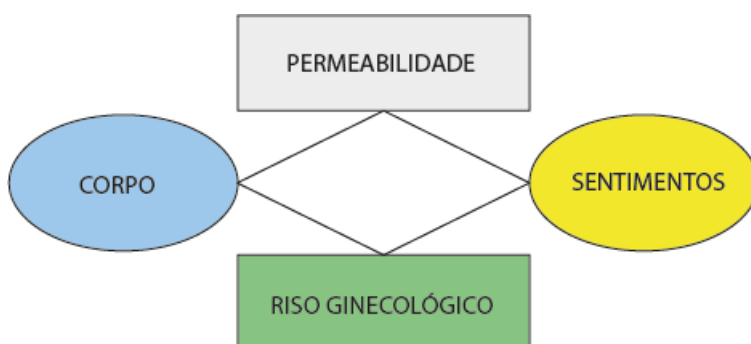 PERMEABILIDADE
CORPO
SENTIMENTOS
RISO GINECOLÓGICO